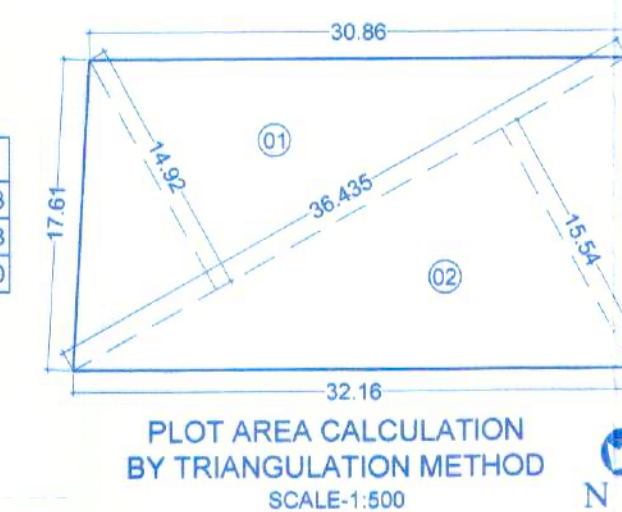 30.86
01
14.92
36.435
17.61
15.54
02
32.16
PLOT AREA CALCULATION
BY TRIANGULATION METHOD
SCALE-1:500
N